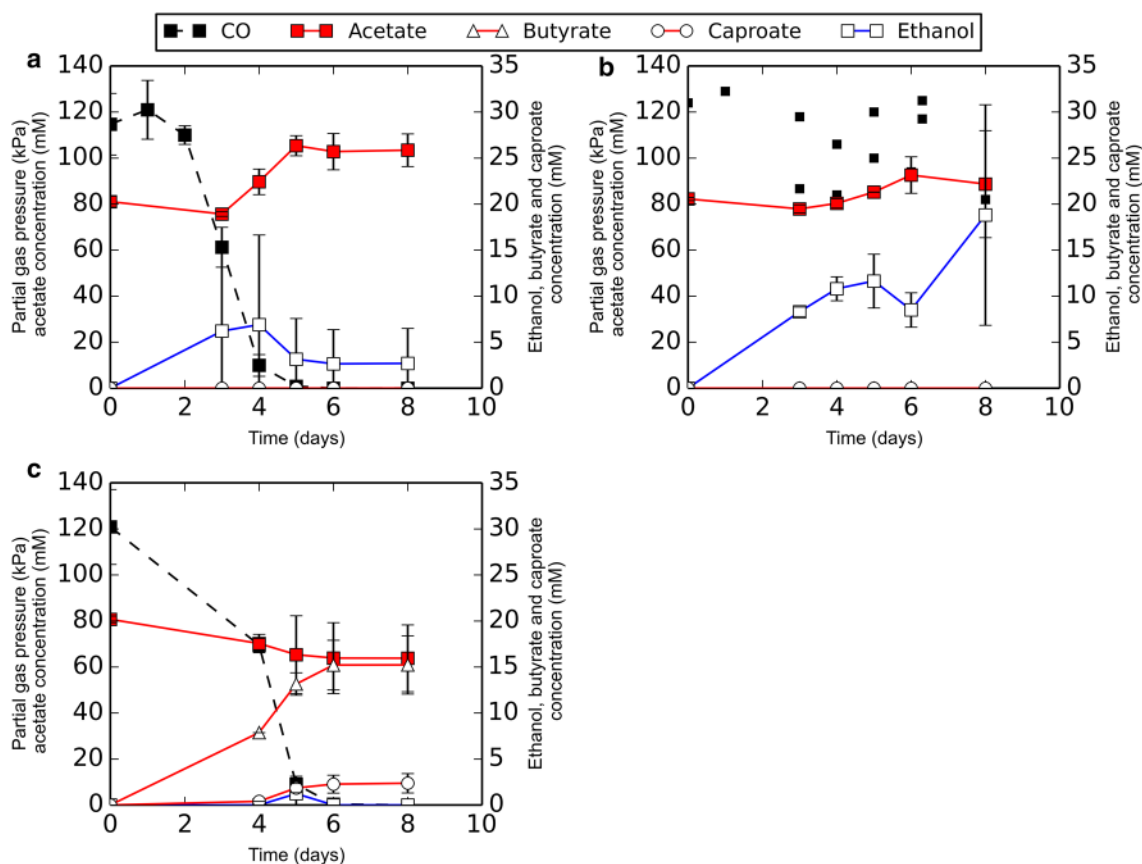 CO Acetate Butyrate Caproate Ethanol
a
140
120
100
80
60
40
20
0
Partial gas pressure (kPa)
acetate concentration (mM)
35
30
25
20
15
10
5
0
Ethanol, butyrate and caproate
concentration (mM)
0 2 4 6 8 10
Time (days)
b
140
120
100
80
60
40
20
0
Partial gas pressure (kPa)
acetate concentration (mM)
35
30
25
20
15
10
5
0
Ethanol, butyrate and caproate
concentration (mM)
0 2 4 6 8 10
Time (days)
c
140
120
100
80
60
40
20
0
Partial gas pressure (kPa)
acetate concentration (mM)
35
30
25
20
15
10
5
0
Ethanol, butyrate and caproate
concentration (mM)
0 2 4 6 8 10
Time (days)